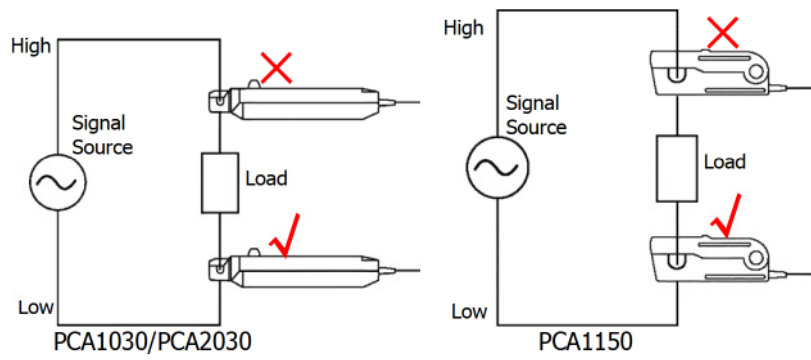 High
Signal
Source
Load
Low
PCA1030/PCA2030
High
Signal
Source
Load
Low
PCA1150